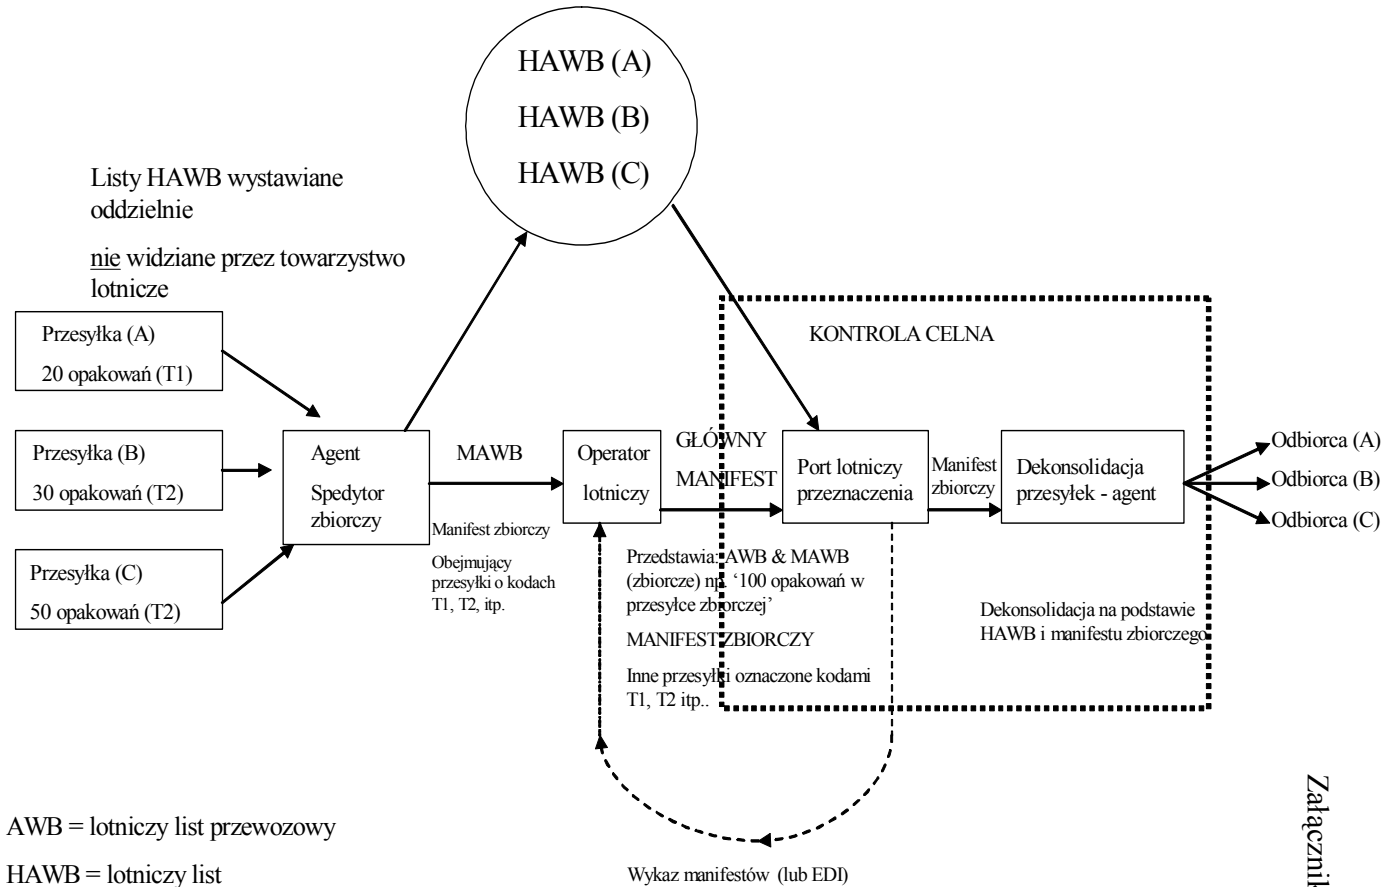 HAWB (A)
HAWB (B)
HAWB (C)
Listy HAWB wystawiane
oddzielnie
nie widziane przez towarzystwo
lotnicze
Przesyłka (A)
20 opakowań (T1)
Przesyłka (B)
30 opakowań (T2)
Przesyłka (C)
50 opakowań (T2)
Agent
Spedytor
zbiorczy
MAWB
Manifest zbiorczy
Obejmujący
przesyłki o kodach
T1, T2, itp.
Operator
lotniczy
GŁÓWNY
MANIFEST
Przedstawia: AWB & MAWB
(zbiorcze) np. ‘100 opakowań w
przesyłce zbiorczej’
MANIFEST ZBIORCZY
Inne przesyłki oznaczone kodami
T1, T2 itp..
KONTROLA CELNA
Port lotniczy
przeznaczenia
Manifest
zbiorczy
Dekonsolidacja
przesyłek - agent
Dekonsolidacja na podstawie
HAWB i manifestu zbiorczego
Odbiorca (A)
Odbiorca (B)
Odbiorca (C)
Wykaz manifestów (lub EDI)
AWB = lotniczy list przewozowy
HAWB = lotniczy list
Załącznik